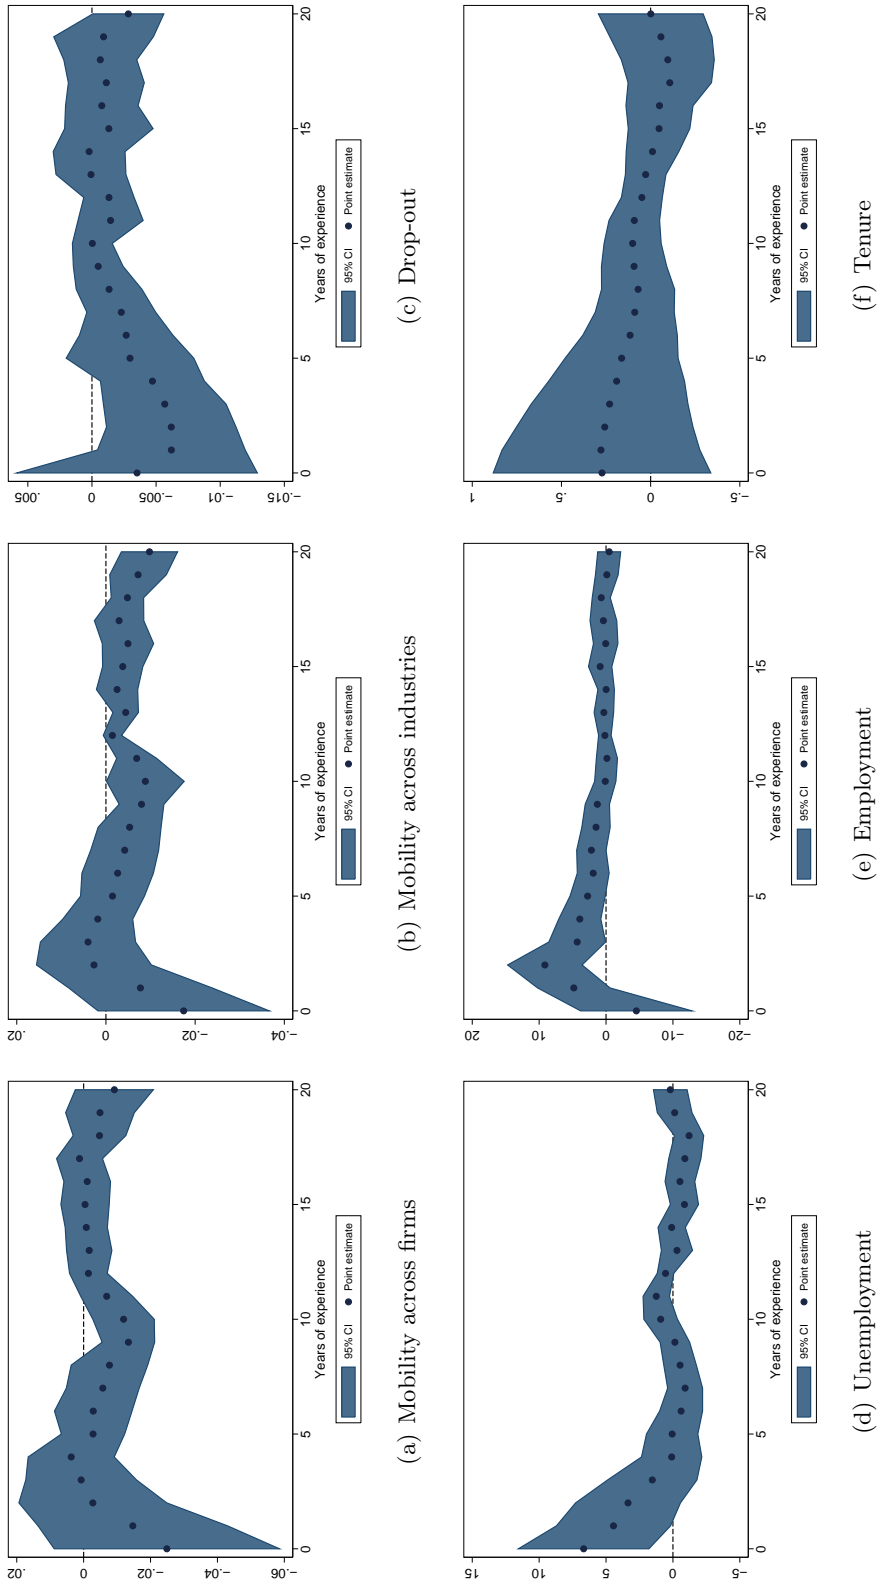 .02
0
-.02
-.04
-.06
0
5
10
15
20
Years of experience
95% CI
Point estimate
(a) Mobility across firms
.02
0
-.02
-.04
0
5
10
15
20
Years of experience
95% CI
Point estimate
(b) Mobility across industries
.005
0
-.005
-.01
-.015
0
5
10
15
20
Years of experience
95% CI
Point estimate
(c) Drop-out
15
10
5
0
-5
0
5
10
15
20
Years of experience
95% CI
Point estimate
(d) Unemployment
20
10
0
-10
-20
0
5
10
15
20
Years of experience
95% CI
Point estimate
(e) Employment
1
.5
0
-.5
0
5
10
15
20
Years of experience
95% CI
Point estimate
(f) Tenure